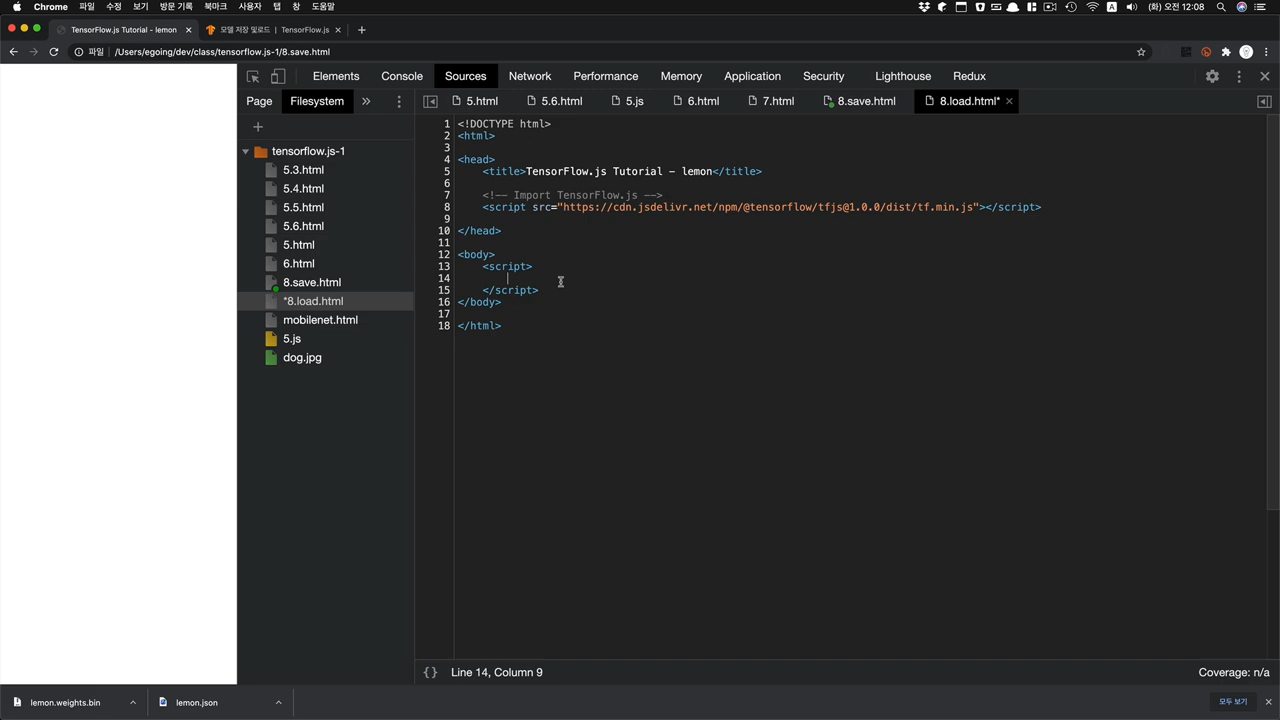 Chrome 파일 수정 보기 방문 기록 북마크 사용자 탭 창 도움말 A (화) 오전 12:08
TensorFlow.js Tutorial - lemon × 모델 저장 및로드 | TensorFlow.js × +
파일 /Users/egoing/dev/class/tensorflow.js-1/8.save.html
Elements Console Sources Network Performance Memory Application Security Lighthouse Redux
Page Filesystem » 5.html 5.6.html 5.js 6.html 7.html 8.save.html 8.load.html* ×
+
tensorflow.js-1
5.3.html
5.4.html
5.5.html
5.6.html
5.html
6.html
8.save.html
*8.load.html
mobilenet.html
5.js
dog.jpg
1 <!DOCTYPE html>
2 <html>
3
4 <head>
5 <title>TensorFlow.js Tutorial - lemon</title>
6
7 <!-- Import TensorFlow.js -->
8 <script src="https://cdn.jsdelivr.net/npm/@tensorflow/tfjs@1.0.0/dist/tf.min.js"></script>
9
10 </head>
11
12 <body>
13 <script>
14
15 </script>
16 </body>
17
18 </html>
{} Line 14, Column 9 Coverage: n/a
lemon.weights.bin lemon.json 모두 보기